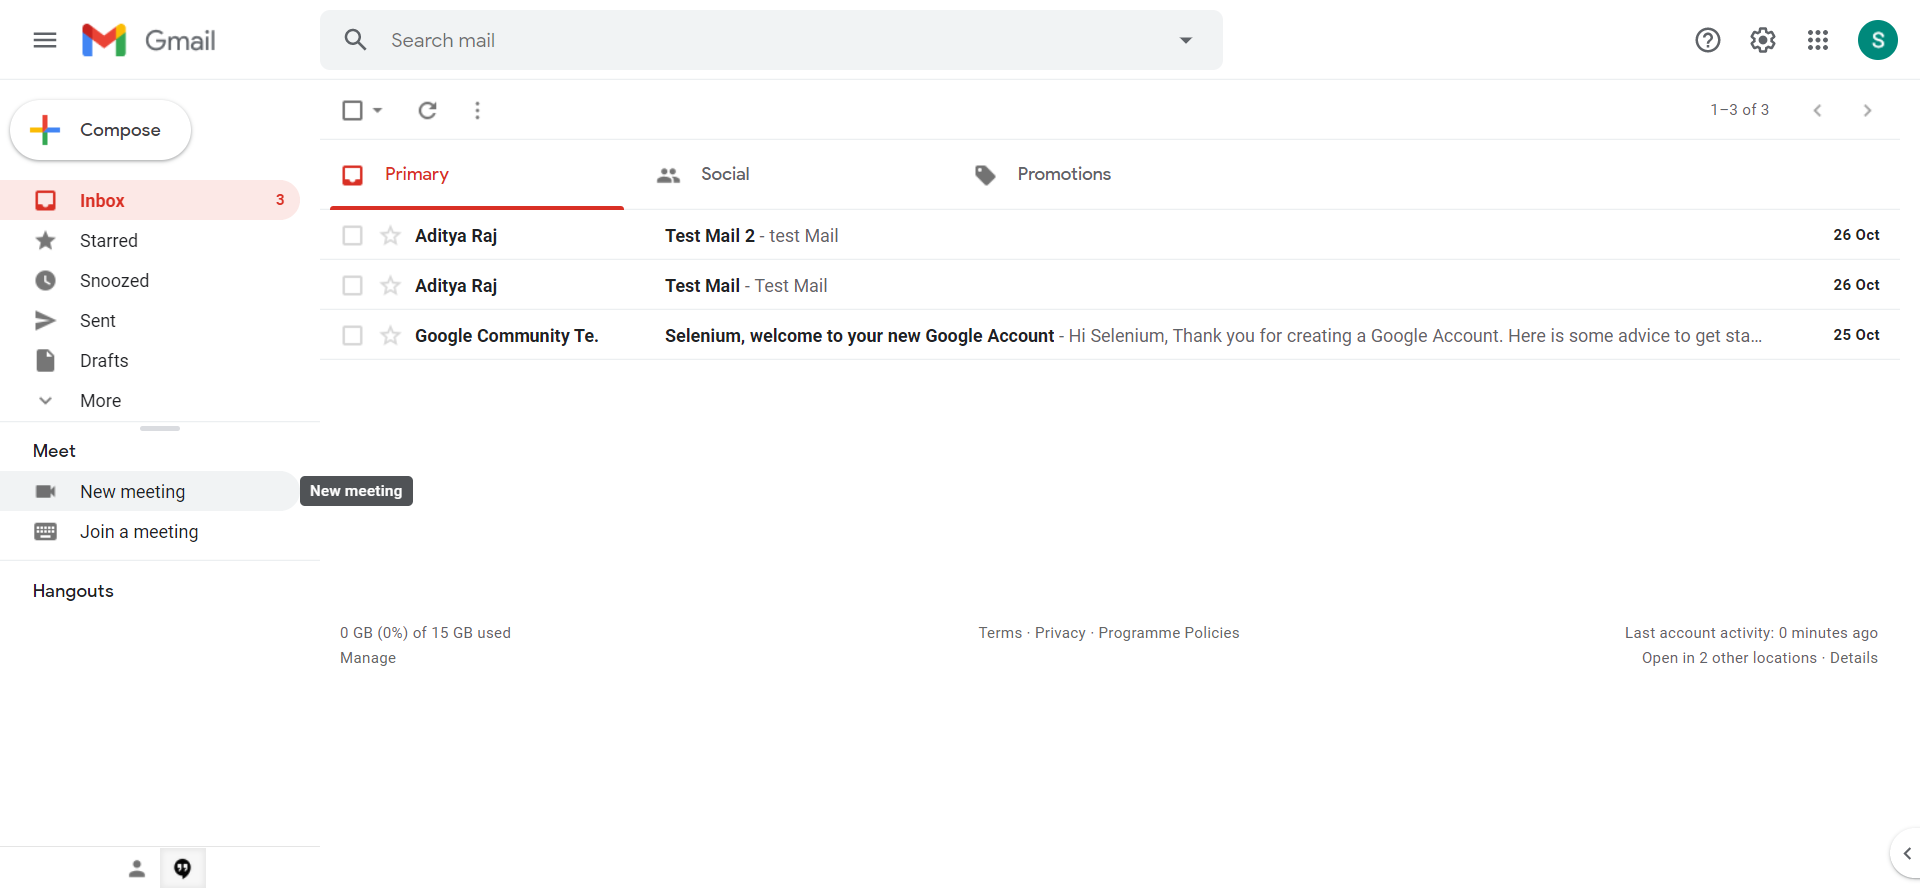 Gmail
Search mail
S
Compose
1–3 of 3
Primary
Social
Promotions
Inbox 3
Starred
Snoozed
Sent
Drafts
More
Aditya Raj Test Mail 2 - test Mail 26 Oct
Aditya Raj Test Mail - Test Mail 26 Oct
Google Community Te. Selenium, welcome to your new Google Account - Hi Selenium, Thank you for creating a Google Account. Here is some advice to get sta... 25 Oct
Meet
New meeting
New meeting
Join a meeting
Hangouts
0 GB (0%) of 15 GB used
Manage
Terms · Privacy · Programme Policies
Last account activity: 0 minutes ago
Open in 2 other locations · Details